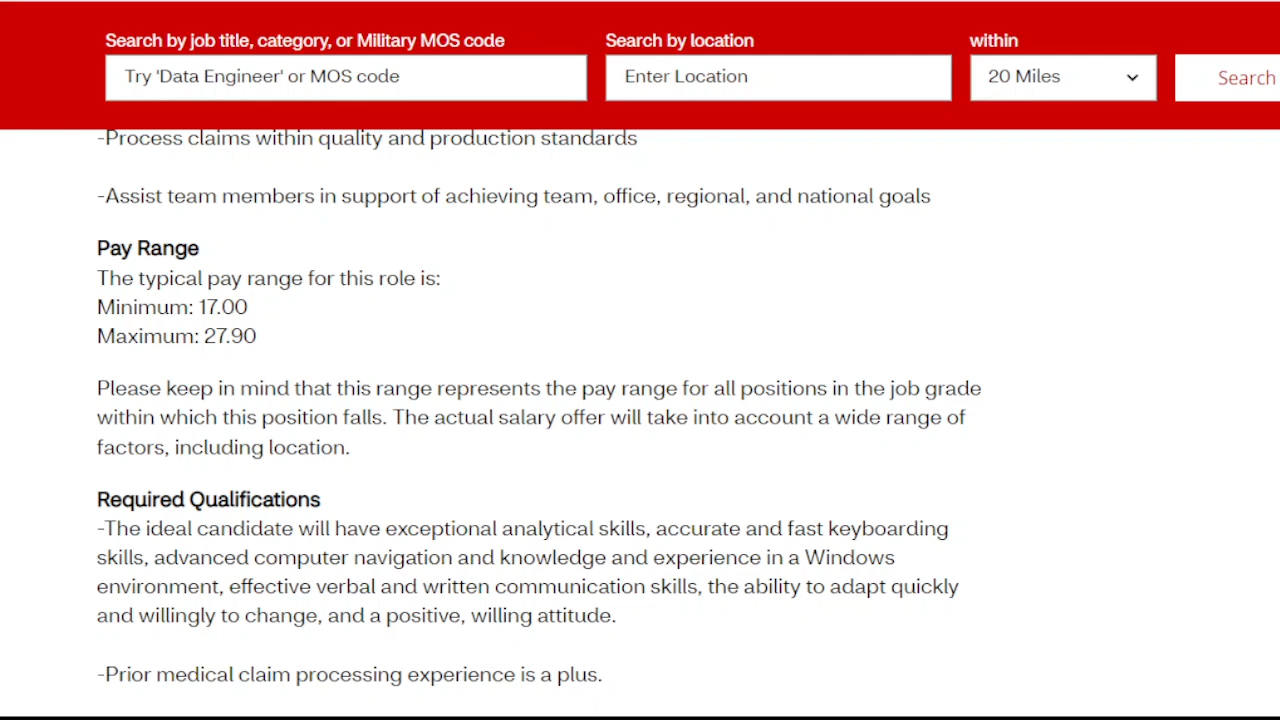 Search by job title, category, or Military MOS code
Search by location
within
Try 'Data Engineer' or MOS code
Enter Location
20 Miles
Search
-Process claims within quality and production standards
-Assist team members in support of achieving team, office, regional, and national goals
Pay Range
The typical pay range for this role is:
Minimum: 17.00
Maximum: 27.90
Please keep in mind that this range represents the pay range for all positions in the job grade
within which this position falls. The actual salary offer will take into account a wide range of
factors, including location.
Required Qualifications
-The ideal candidate will have exceptional analytical skills, accurate and fast keyboarding
skills, advanced computer navigation and knowledge and experience in a Windows
environment, effective verbal and written communication skills, the ability to adapt quickly
and willingly to change, and a positive, willing attitude.
-Prior medical claim processing experience is a plus.